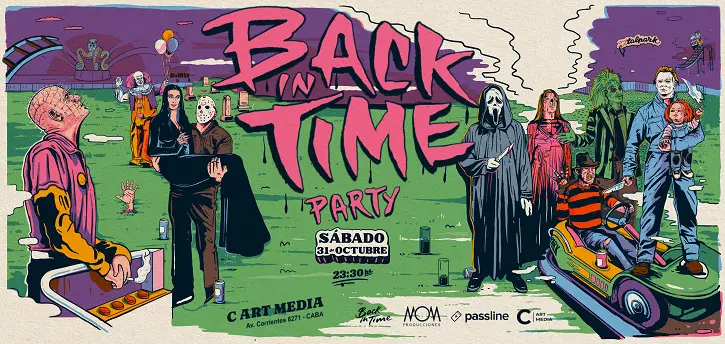 BACK
IN
TIME
PARTY
SÁBADO
31 DE OCTUBRE
23:30 hs
C ART MEDIA
Av. Corrientes 6271 - CABA
Back in Time
MOM
PRODUCCIONES
passline
C ART
MEDIA